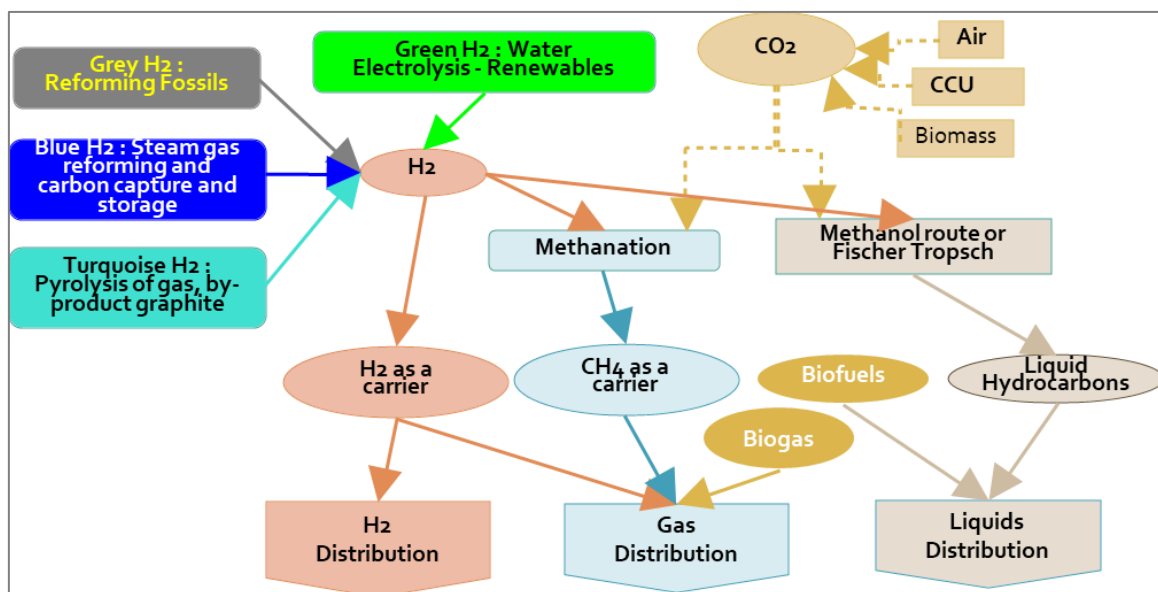 Grey H2 :
Reforming Fossils
Green H2 : Water
Electrolysis - Renewables
CO2
Air
CCU
Biomass
Blue H2 : Steam gas
reforming and
carbon capture and
storage
H2
Turquoise H2 :
Pyrolysis of gas, by-
product graphite
Methanation
Methanol route or
Fischer Tropsch
H2 as a
carrier
CH4 as a
carrier
Biofuels
Liquid
Hydrocarbons
Biogas
H2
Distribution
Gas
Distribution
Liquids
Distribution